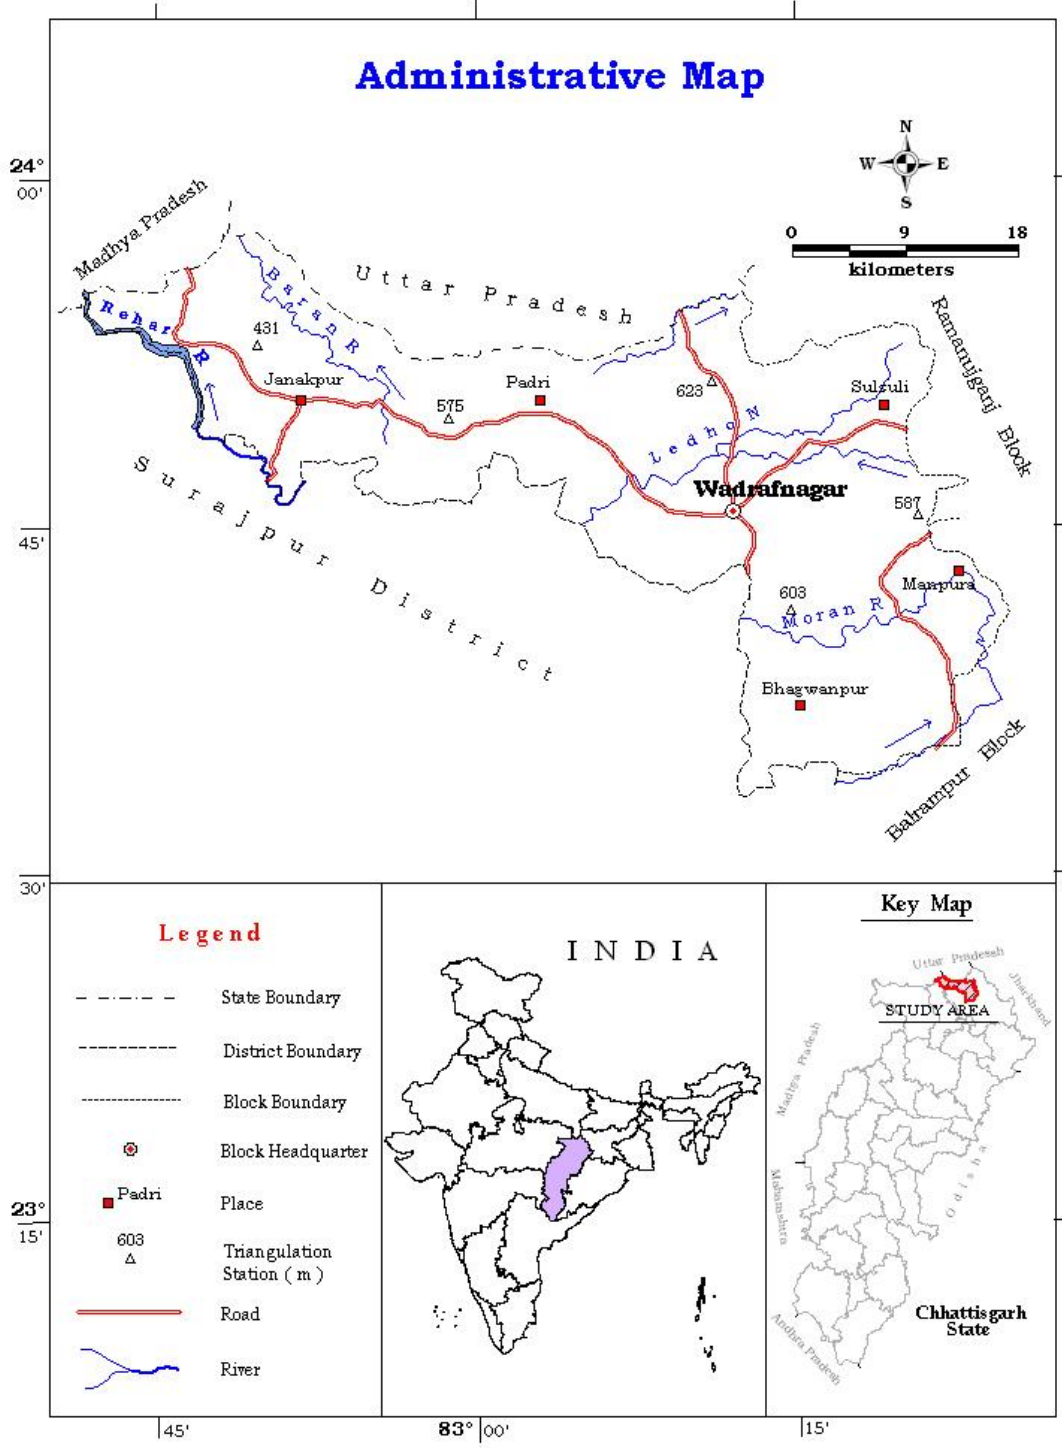 Administrative Map
N
W E
S
24°
00'
0 9 18
kilometers
Madhya Pradesh
Uttar Pradesh
Baran R
Rehar R
431
Ramanujganj Block
Janakpur
Padri
623
Sulsuli
575
Ledho N
Surajpur District
Wadrafnagar
587
45'
Manpura
603
Moran R
Bhagwanpur
Balrampur Block
30'
Legend
State Boundary
District Boundary
Block Boundary
Block Headquarter
Padri
Place
603
Triangulation
Station ( m )
Road
River
INDIA
Key Map
Uttar Pradessh
Jharkhand
STUDY AREA
Madhya Pradesh
Odisha
Maharashtra
Andhra Pradesh
Chhattisgarh
State
23°
15'
45'
83° 00'
15'